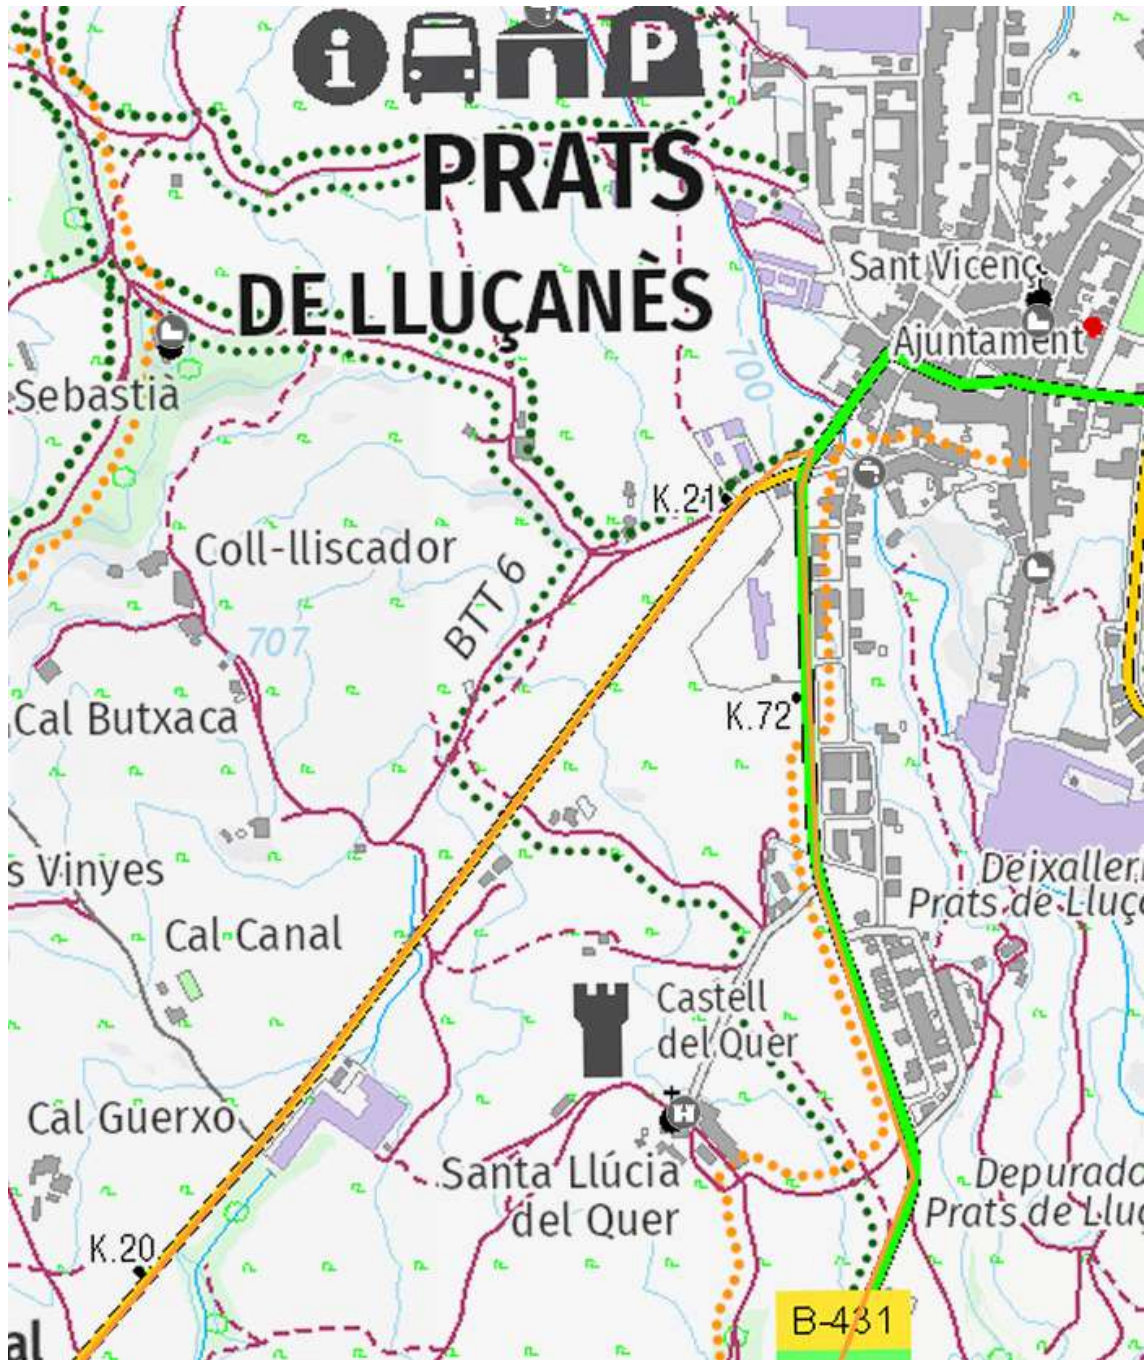 i
P
PRATS
DE LLUÇANÈS
Sant Vicenç
Ajuntament
700
Sebastià
K.21
Coll-lliscador
BTT 6
707
Cal Butxaca
K.72
s Vinyes
Deixaller
Prats de Lluç
Cal Canal
Castell
del Quer
Cal Guerxo
Santa Llúcia
del Quer
Depurado
Prats de Lluç
K.20
B-431
al